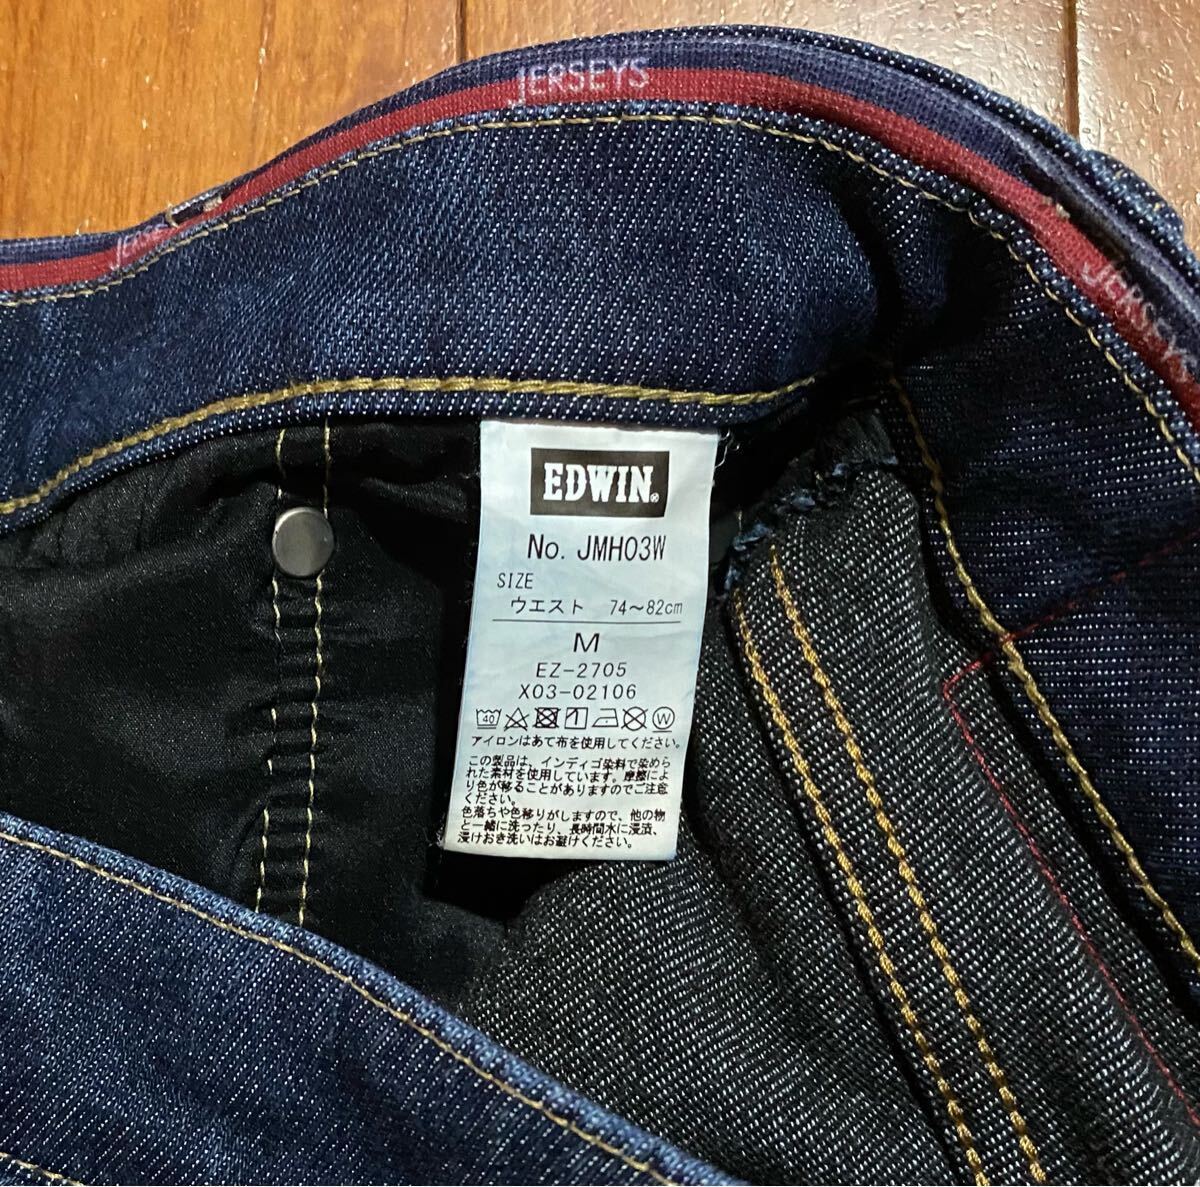 JERSEYS
JERSEYS
EDWIN®
No. JMH03W
SIZE
ウエスト 74～82cm
M
EZ-2705
X03-02106
40 W
アイロンはあて布を使用してください。
この製品は、インディゴ染料で染めら
れた素材を使用しています。摩擦によ
り色が移ることがありますのでご注意
ください。
色落ちや色移りがしますので、他の物
と一緒に洗ったり、長時間水に浸漬、
浸けおき洗いはお避けください。